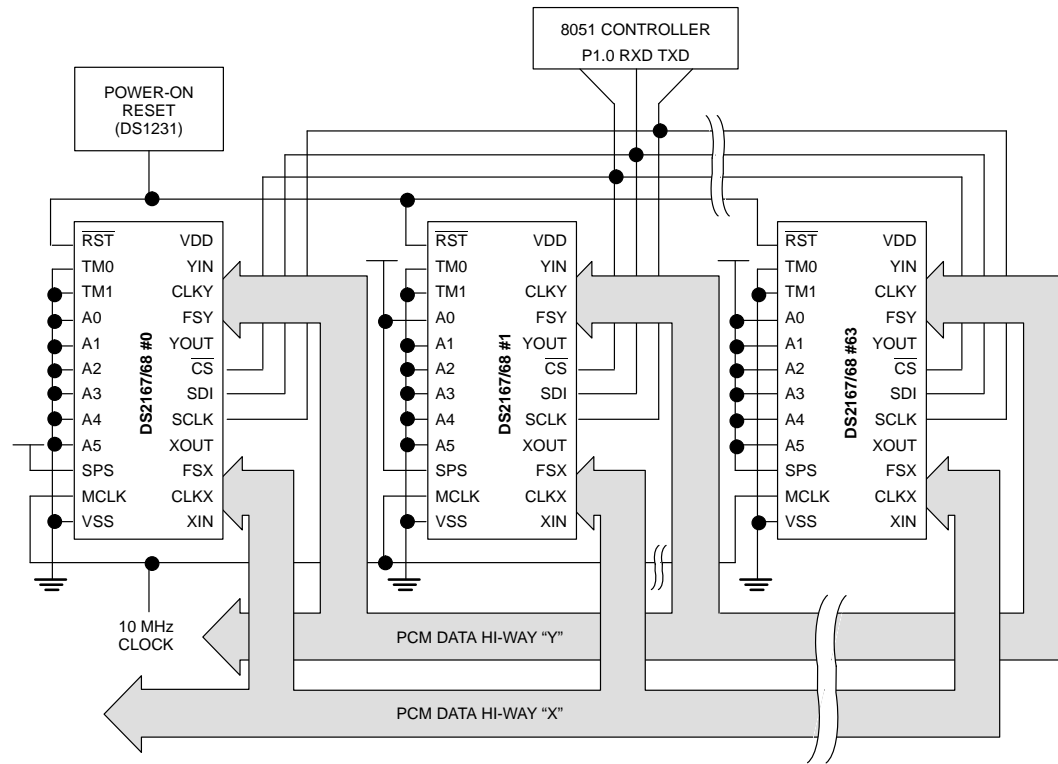 8051 CONTROLLER
P1.0 RXD TXD
POWER-ON
RESET
(DS1231)
RST
TM0
TM1
A0
A1
A2
A3
A4
A5
SPS
MCLK
VSS
DS2167/68 #0
VDD
YIN
CLKY
FSY
YOUT
CS
SDI
SCLK
XOUT
FSX
CLKX
XIN
RST
TM0
TM1
A0
A1
A2
A3
A4
A5
SPS
MCLK
VSS
DS2167/68 #1
VDD
YIN
CLKY
FSY
YOUT
CS
SDI
SCLK
XOUT
FSX
CLKX
XIN
RST
TM0
TM1
A0
A1
A2
A3
A4
A5
SPS
MCLK
VSS
DS2167/68 #63
VDD
YIN
CLKY
FSY
YOUT
CS
SDI
SCLK
XOUT
FSX
CLKX
XIN
10 MHz
CLOCK
PCM DATA HI-WAY “Y”
PCM DATA HI-WAY “X”